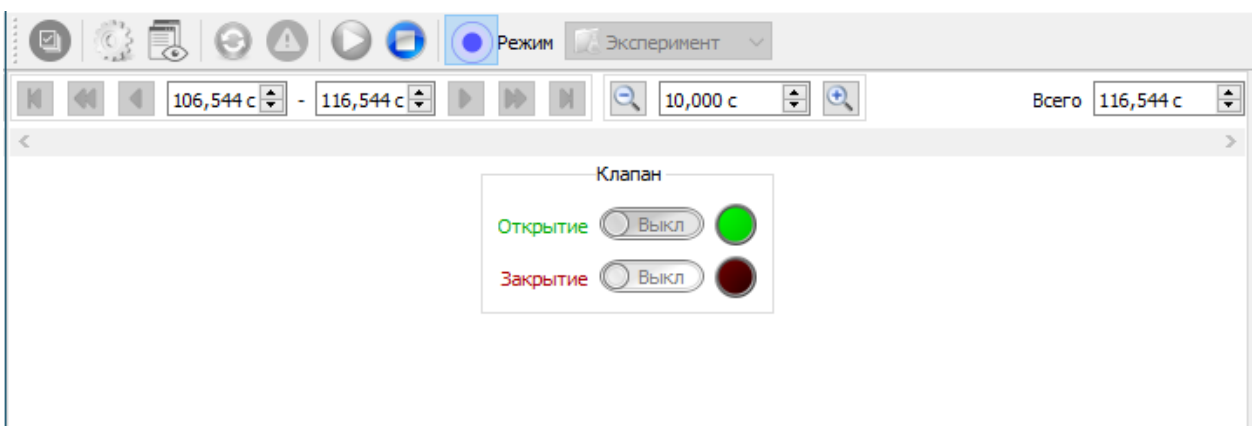 Режим Эксперимент
106,544 с - 116,544 с 10,000 с Всего 116,544 с
Клапан
Открытие Выкл
Закрытие Выкл